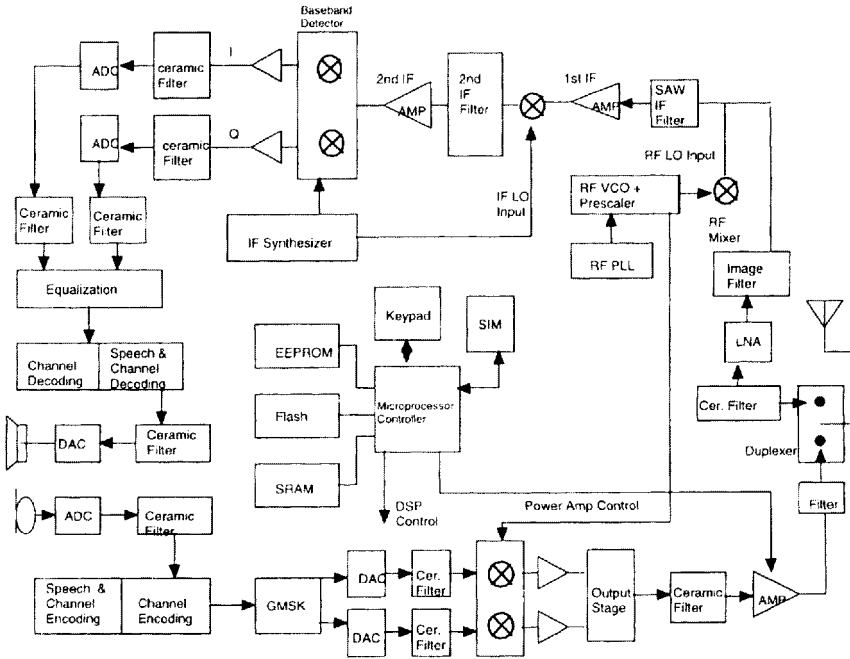 Baseband
Detector
I
ADC
ceramic
Filter
2nd IF
AMP
2nd
IF
Filter
1st IF
AMP
SAW
IF
Filter
Q
ADC
ceramic
Filter
RF LO Input
IF LO
Input
RF VCO +
Prescaler
RF
Mixer
Ceramic
Filter
Ceramic
Filter
IF Synthesizer
RF PLL
Image
Filter
Equalization
Keypad
SIM
EEPROM
LNA
Channel
Decoding
Speech &
Channel
Decoding
Microprocessor
Controller
Cer. Filter
Flash
DAC
Ceramic
Filter
Duplexer
SRAM
ADC
Ceramic
Filter
DSP
Control
Power Amp Control
Filter
Speech &
Channel
Encoding
Channel
Encoding
GMSK
DAC
Cer.
Filter
DAC
Cer.
Filter
Output
Stage
Ceramic
Filter
AMP